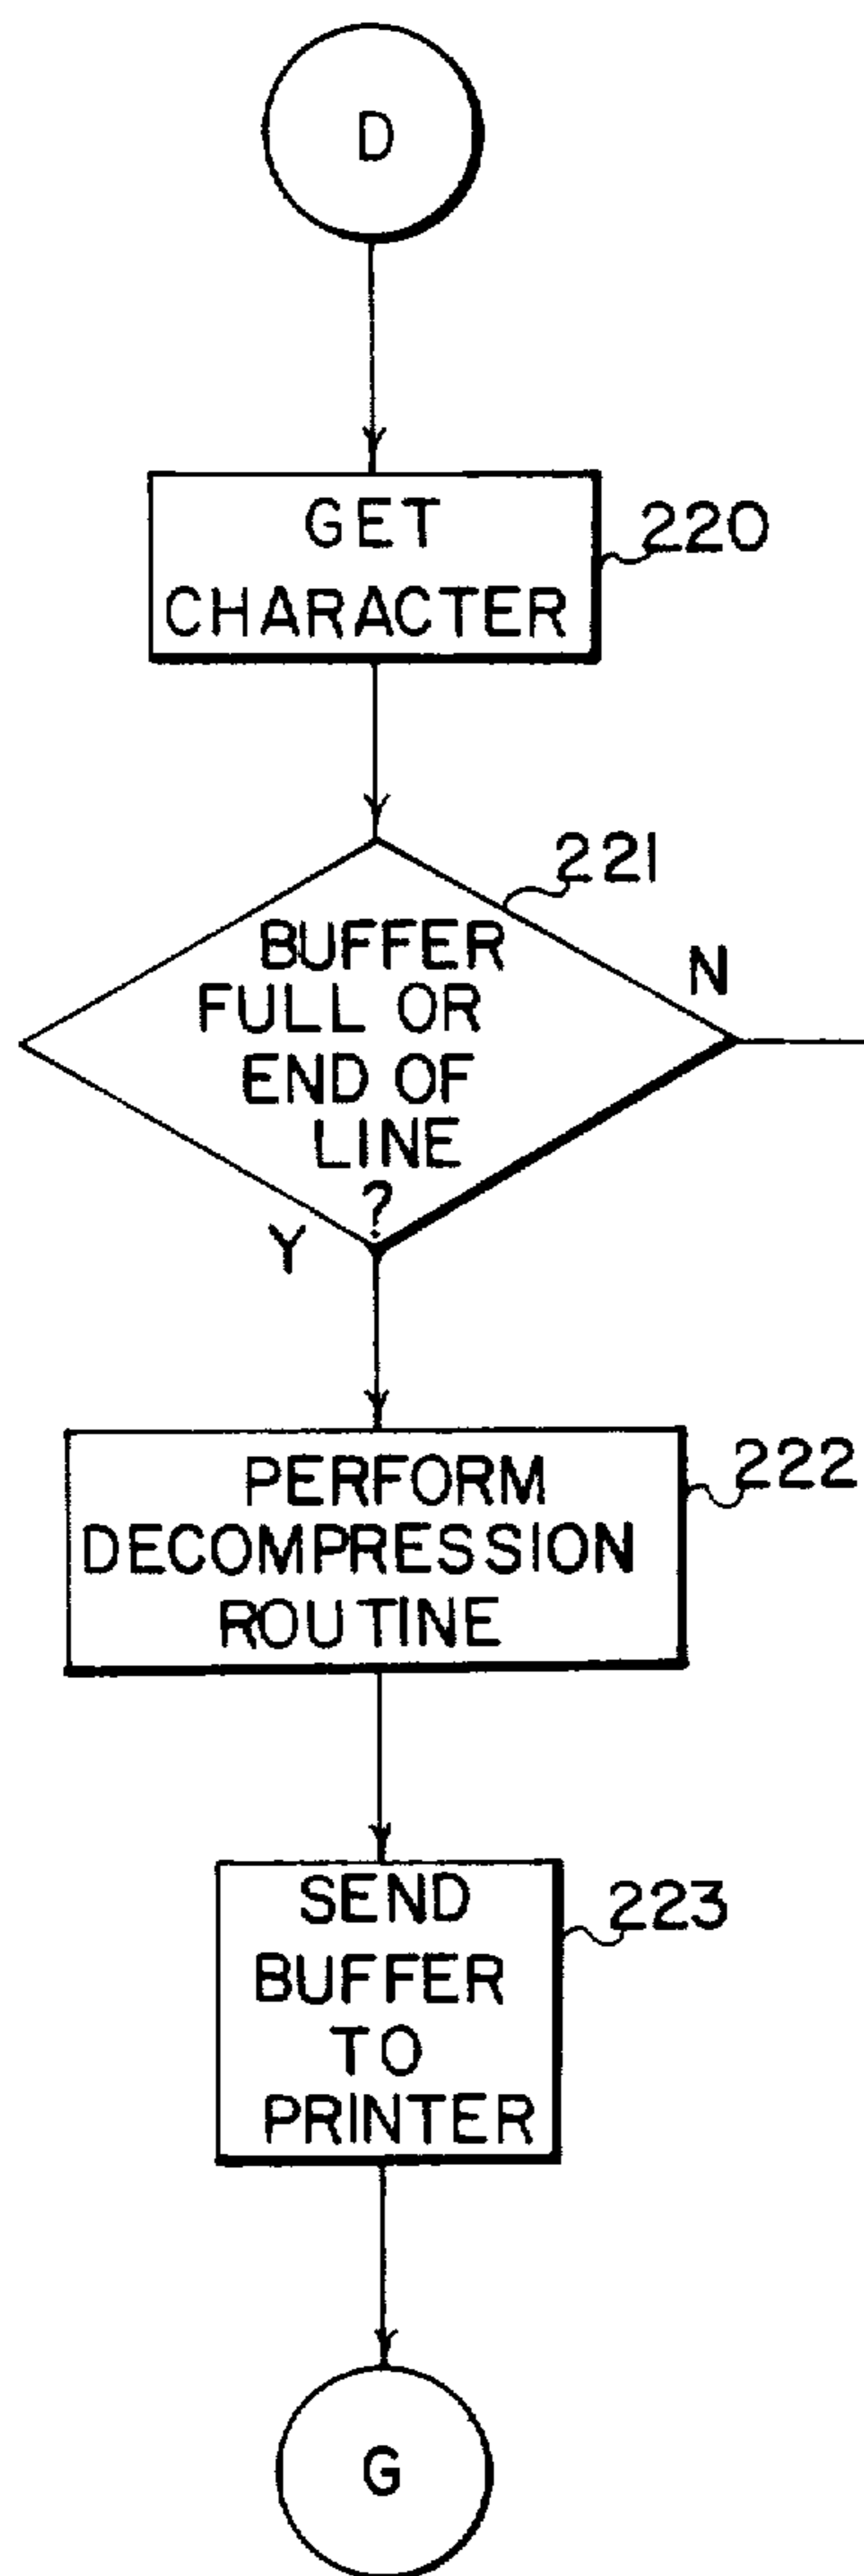 D
GET
CHARACTER
220
221
BUFFER
FULL OR
END OF
LINE
?
N
Y
PERFORM
DECOMPRESSION
ROUTINE
222
SEND
BUFFER
TO
PRINTER
223
G